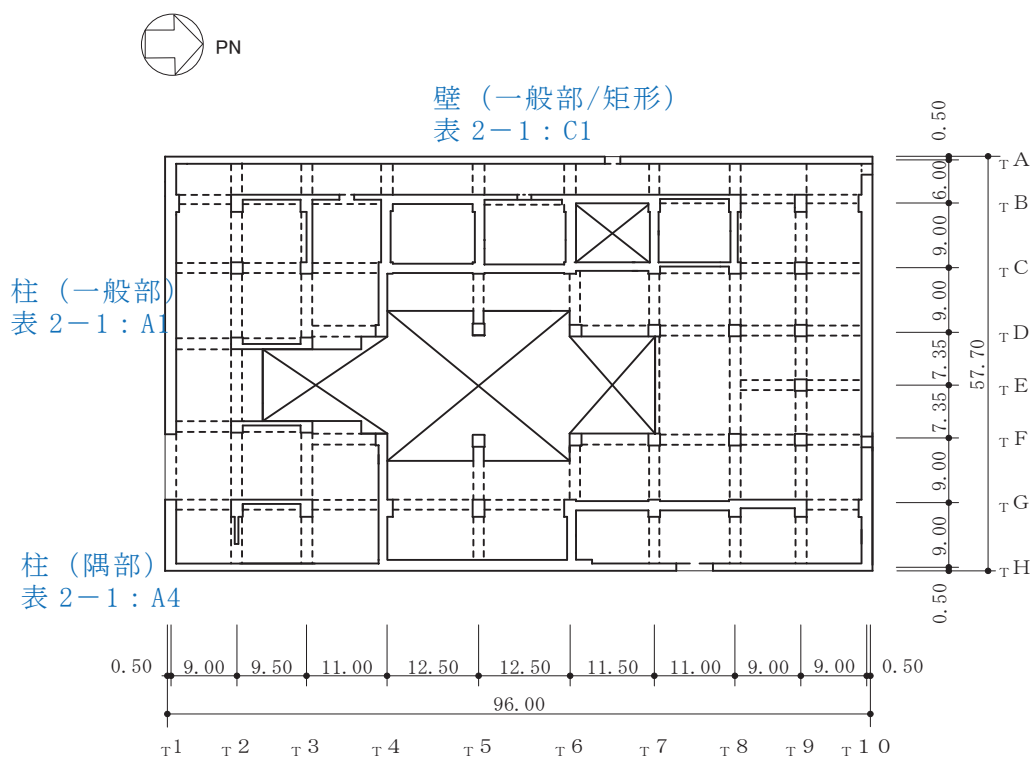 PN
壁（一般部/矩形）
表 2－1：C1
柱（一般部）
表 2－1：A1
柱（隅部）
表 2－1：A4
0.50
6.00
9.00
9.00
7.35
7.35
9.00
9.00
0.50
57.70
TA
TB
TC
TD
TE
TF
TG
TH
0.50 9.00 9.50 11.00 12.50 12.50 11.50 11.00 9.00 9.00 0.50
96.00
T1 T2 T3 T4 T5 T6 T7 T8 T9 T10